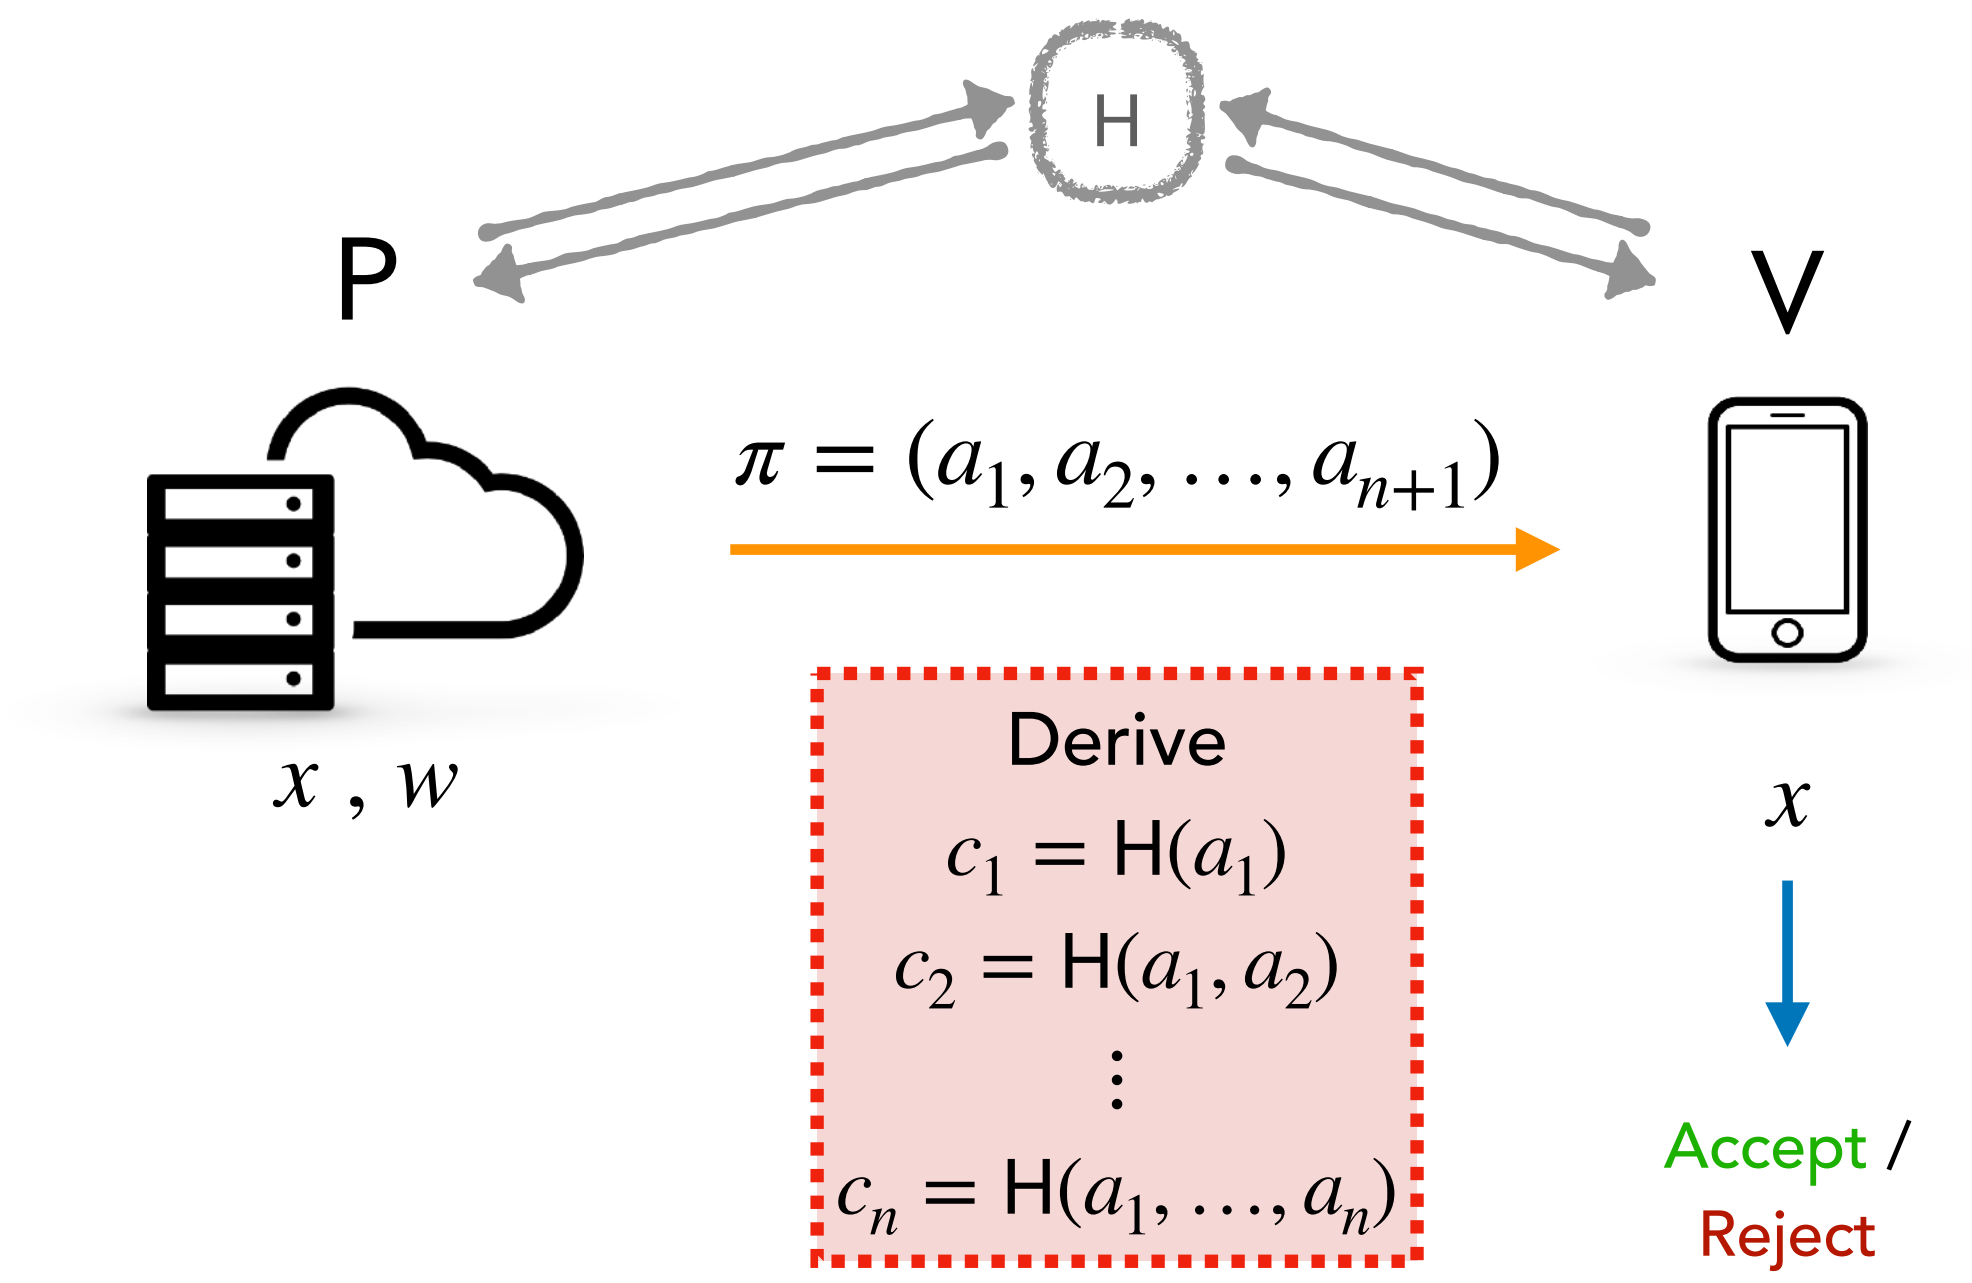 H
P
V
π = (a₁, a₂, …, aₙ₊₁)
x , w
x
Derive
c₁ = H(a₁)
c₂ = H(a₁, a₂)
⋮
cₙ = H(a₁, …, aₙ)
Accept /
Reject